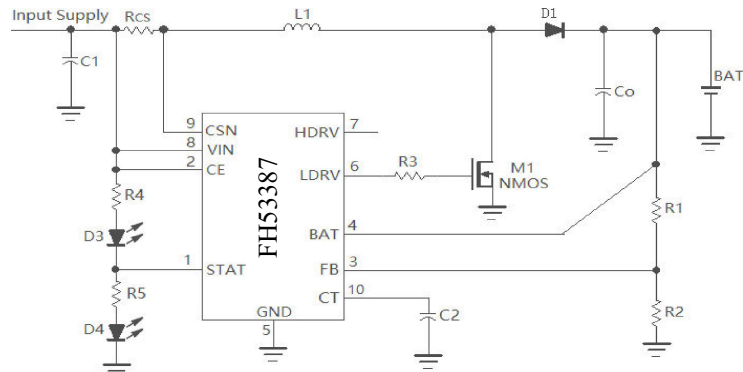 Input Supply
Rcs
L1
D1
C1
Co
BAT
9
CSN
8
VIN
2
CE
HDRV
7
LDRV
6
R3
M1
NMOS
R4
D3
FH53387
BAT
4
R1
1
STAT
FB
3
R5
CT
10
D4
GND
5
C2
R2